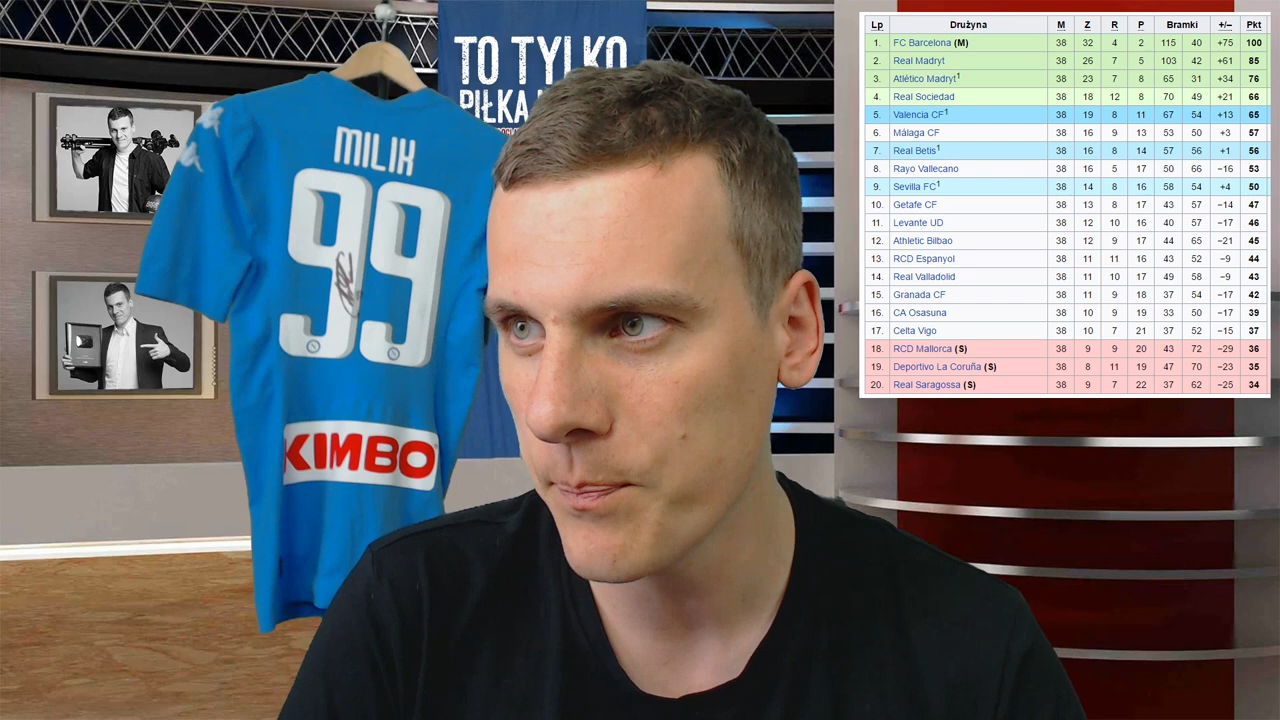 TO TYLKO
PIŁKA
MILIK
99
KIMBO
Lp Drużyna M Z R P Bramki +/− Pkt
1. FC Barcelona (M) 38 32 4 2 115 40 +75 100
2. Real Madryt 38 26 7 5 103 42 +61 85
3. Atlético Madryt¹ 38 23 7 8 65 31 +34 76
4. Real Sociedad 38 18 12 8 70 49 +21 66
5. Valencia CF¹ 38 19 8 11 67 54 +13 65
6. Málaga CF 38 16 9 13 53 50 +3 57
7. Real Betis¹ 38 16 8 14 57 56 +1 56
8. Rayo Vallecano 38 16 5 17 50 66 −16 53
9. Sevilla FC¹ 38 14 8 16 58 54 +4 50
10. Getafe CF 38 13 8 17 43 57 −14 47
11. Levante UD 38 12 10 16 40 57 −17 46
12. Athletic Bilbao 38 12 9 17 44 65 −21 45
13. RCD Espanyol 38 11 11 16 43 52 −9 44
14. Real Valladolid 38 11 10 17 49 58 −9 43
15. Granada CF 38 11 9 18 37 54 −17 42
16. CA Osasuna 38 10 9 19 33 50 −17 39
17. Celta Vigo 38 10 7 21 37 52 −15 37
18. RCD Mallorca (S) 38 9 9 20 43 72 −29 36
19. Deportivo La Coruña (S) 38 8 11 19 47 70 −23 35
20. Real Saragossa (S) 38 9 7 22 37 62 −25 34